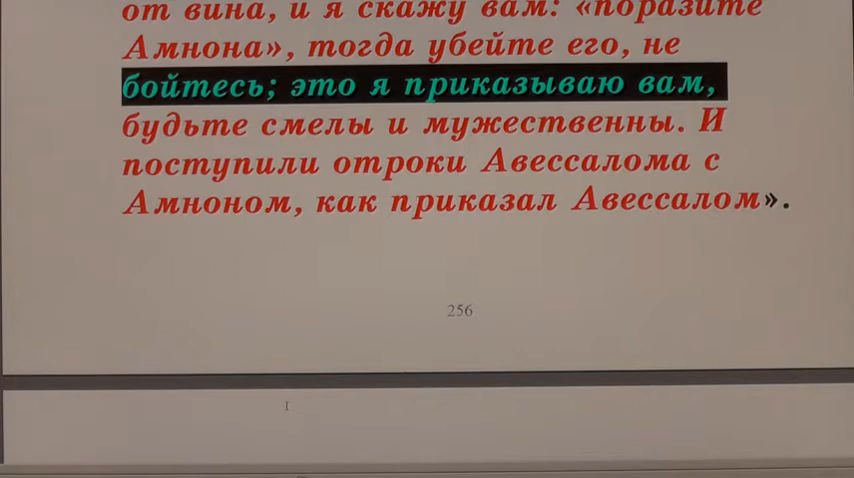 от вина, и я скажу вам: «поразите
Амнона», тогда убейте его, не
бойтесь; это я приказываю вам,
будьте смелы и мужественны. И
поступили отроки Авессалома с
Амноном, как приказал Авессалом».
256